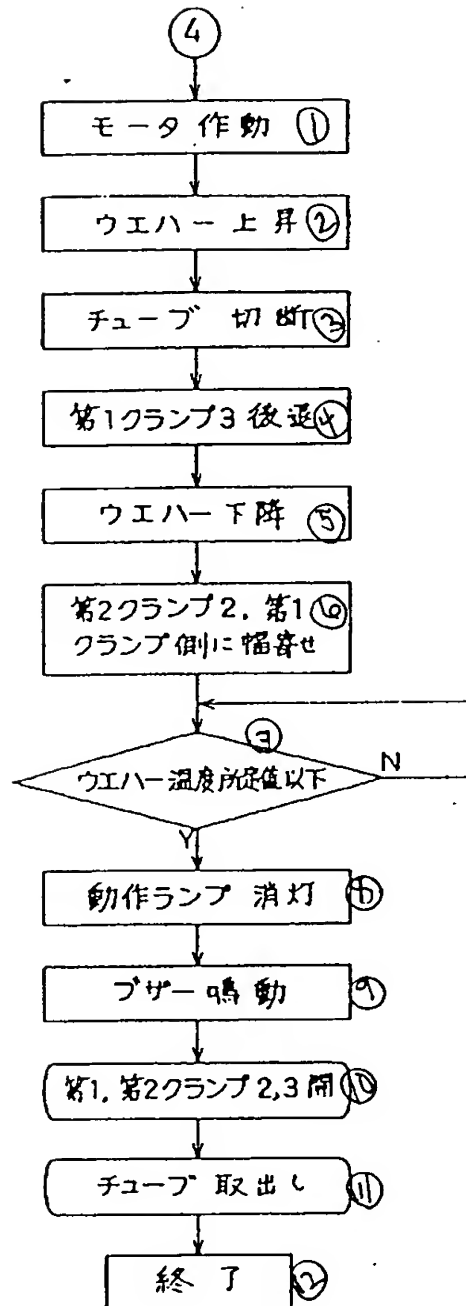 4
モータ作動 ①
ウエハー上昇 ②
チューブ 切断 ③
第1クランプ3 後退 ④
ウエハー下降 ⑤
第2クランプ2, 第1 ⑥
クランプ側に幅寄せ
⑦
ウエハー温度所定値以下
N
Y
動作ランプ 消灯 ⑧
ブザー鳴動 ⑨
第1, 第2クランプ2,3開 ⑩
チューブ 取出し ⑪
終了 ⑫